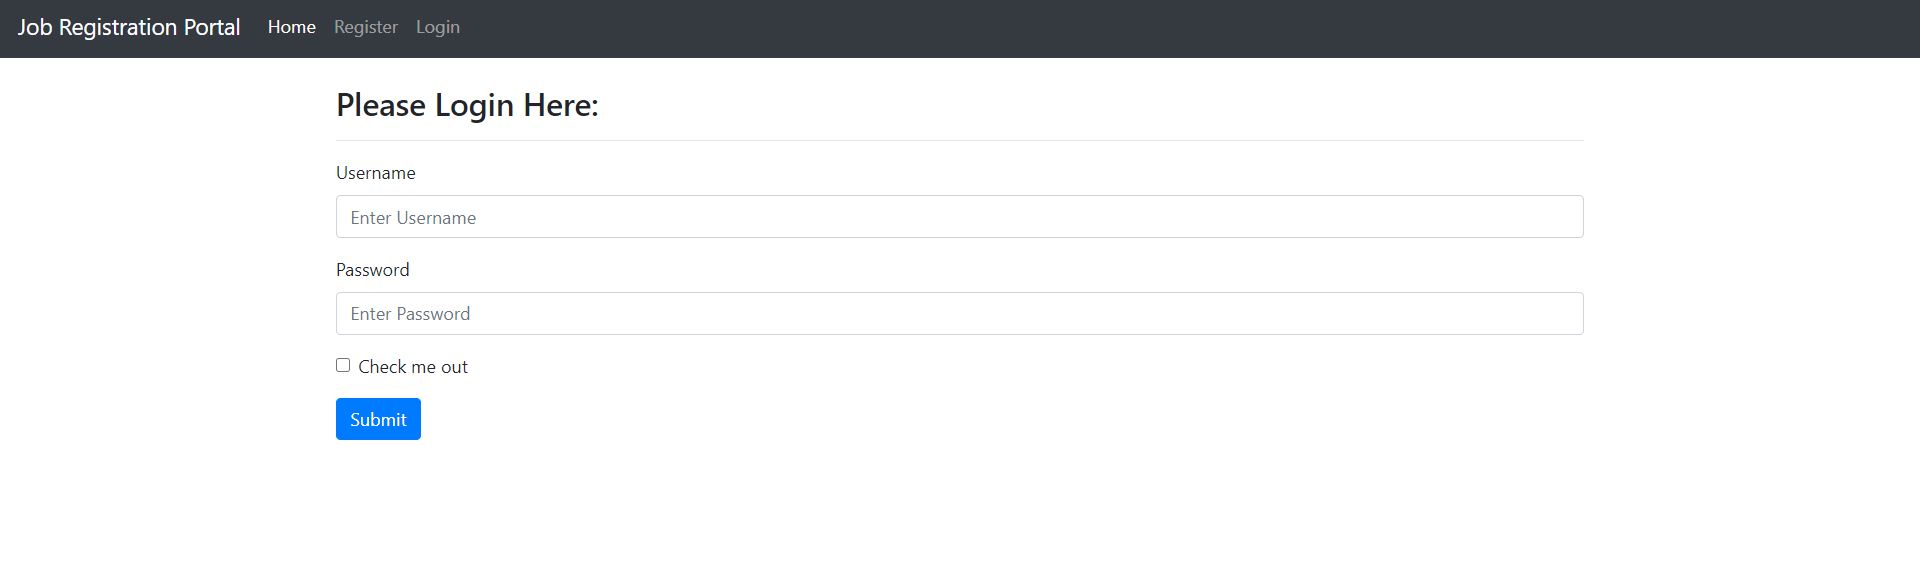 Job Registration Portal Home Register Login
Please Login Here:
Username
Enter Username
Password
Enter Password
Check me out
Submit